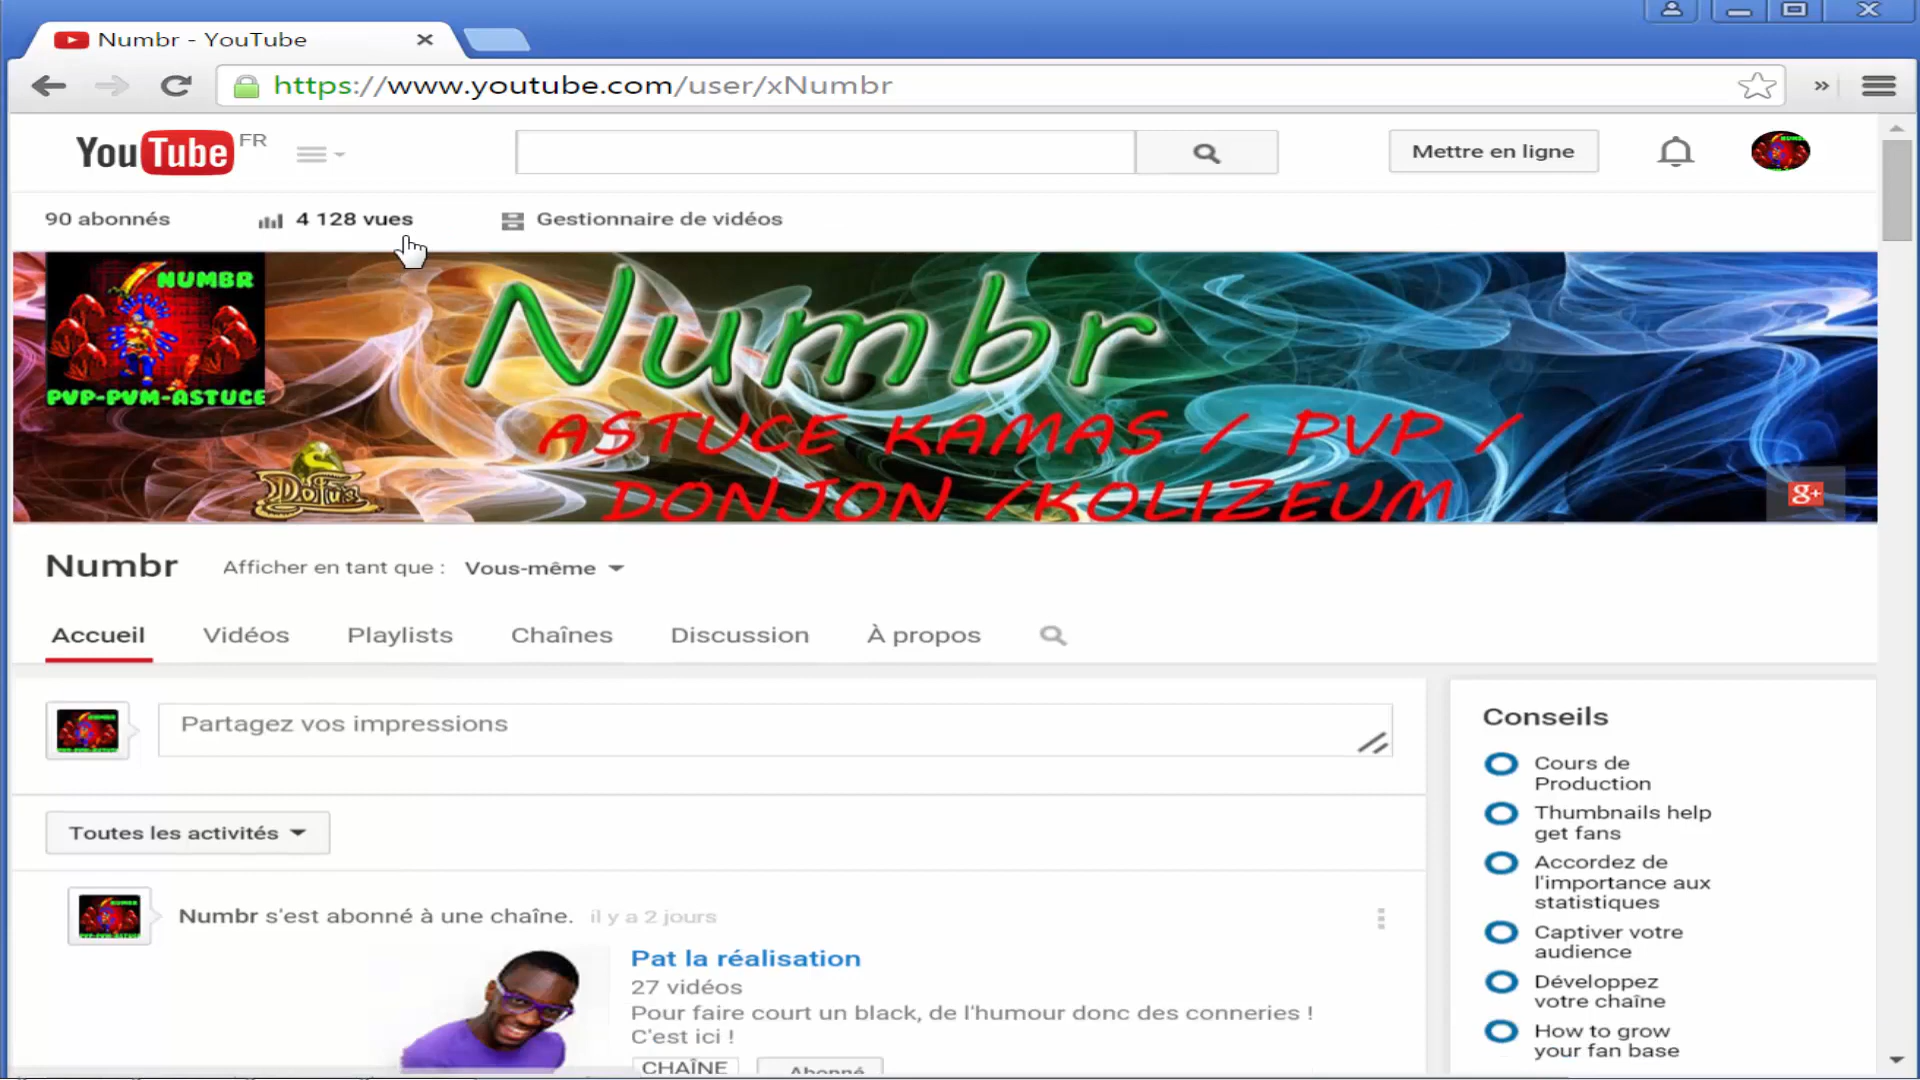 Numbr - YouTube
https://www.youtube.com/user/xNumbr
YouTube FR
Mettre en ligne
90 abonnés
4 128 vues
Gestionnaire de vidéos
NUMBR
PVP-PVM-ASTUCE
Numbr
ASTUCE KAMAS / PVP /
DONJON /KOLIZEUM
Dofus
g+
Numbr
Afficher en tant que :
Vous-même
Accueil
Vidéos
Playlists
Chaînes
Discussion
À propos
Partagez vos impressions
Toutes les activités
Numbr s'est abonné à une chaîne. il y a 2 jours
Pat la réalisation
27 vidéos
Pour faire court un black, de l'humour donc des conneries !
C'est ici !
CHAÎNE
Abonné
Conseils
Cours de
Production
Thumbnails help
get fans
Accordez de
l'importance aux
statistiques
Captiver votre
audience
Développez
votre chaîne
How to grow
your fan base